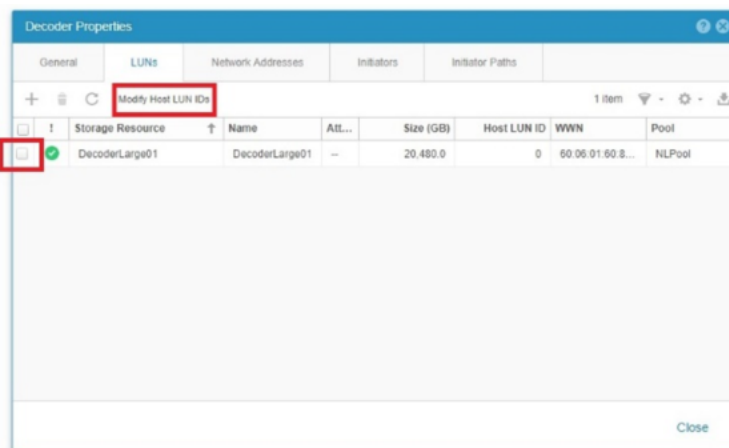 Decoder Properties
General LUNs Network Addresses Initiators Initiator Paths
Modify Host LUN IDs 1 item
! Storage Resource ↑ Name Att... Size (GB) Host LUN ID WWN Pool
DecoderLarge01 DecoderLarge01 -- 20,480.0 0 60:06:01:60:8... NLPool
Close